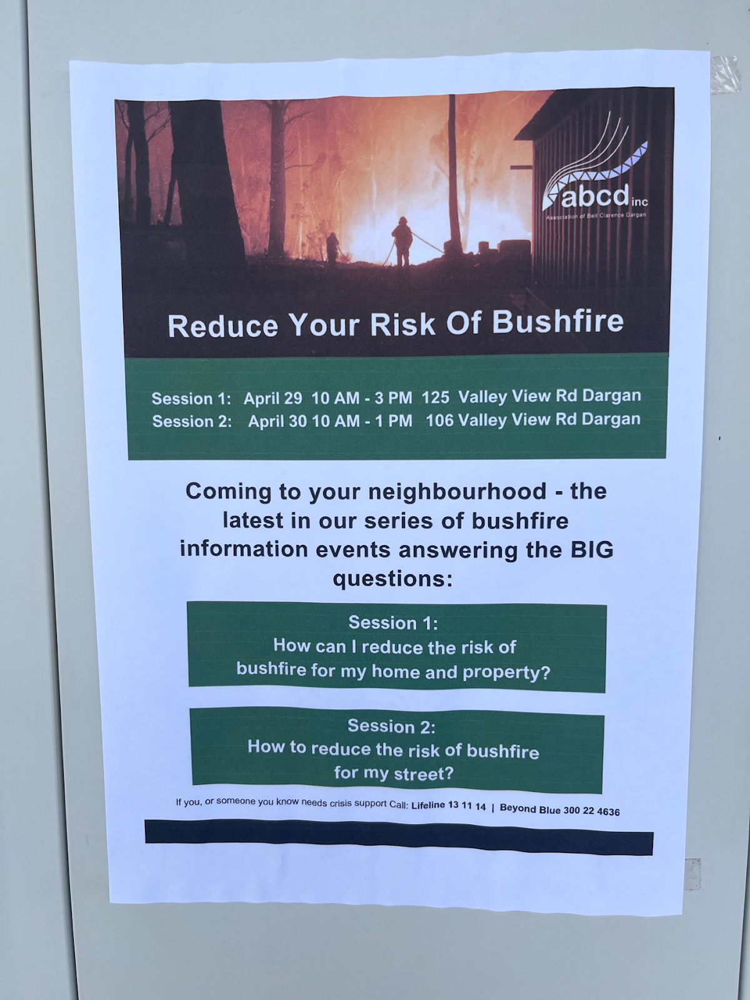 abcd inc
Association of Bell Clarence Dargan
Reduce Your Risk Of Bushfire
Session 1: April 29 10 AM - 3 PM 125 Valley View Rd Dargan
Session 2: April 30 10 AM - 1 PM 106 Valley View Rd Dargan
Coming to your neighbourhood - the
latest in our series of bushfire
information events answering the BIG
questions:
Session 1:
How can I reduce the risk of
bushfire for my home and property?
Session 2:
How to reduce the risk of bushfire
for my street?
If you, or someone you know needs crisis support Call: Lifeline 13 11 14 | Beyond Blue 300 22 4636